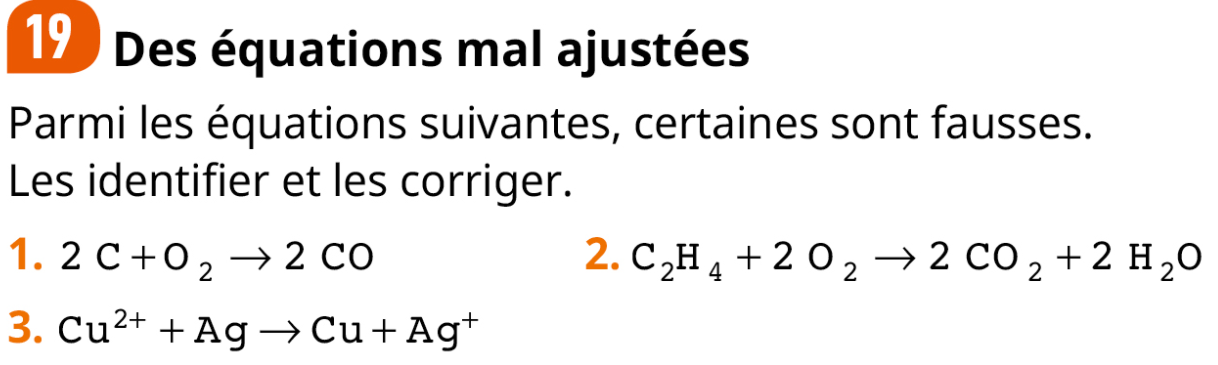 19 Des équations mal ajustées
Parmi les équations suivantes, certaines sont fausses.
Les identifier et les corriger.
1. 2 C + O₂ → 2 CO 2. C₂H₄ + 2 O₂ → 2 CO₂ + 2 H₂O
3. Cu²⁺ + Ag → Cu + Ag⁺